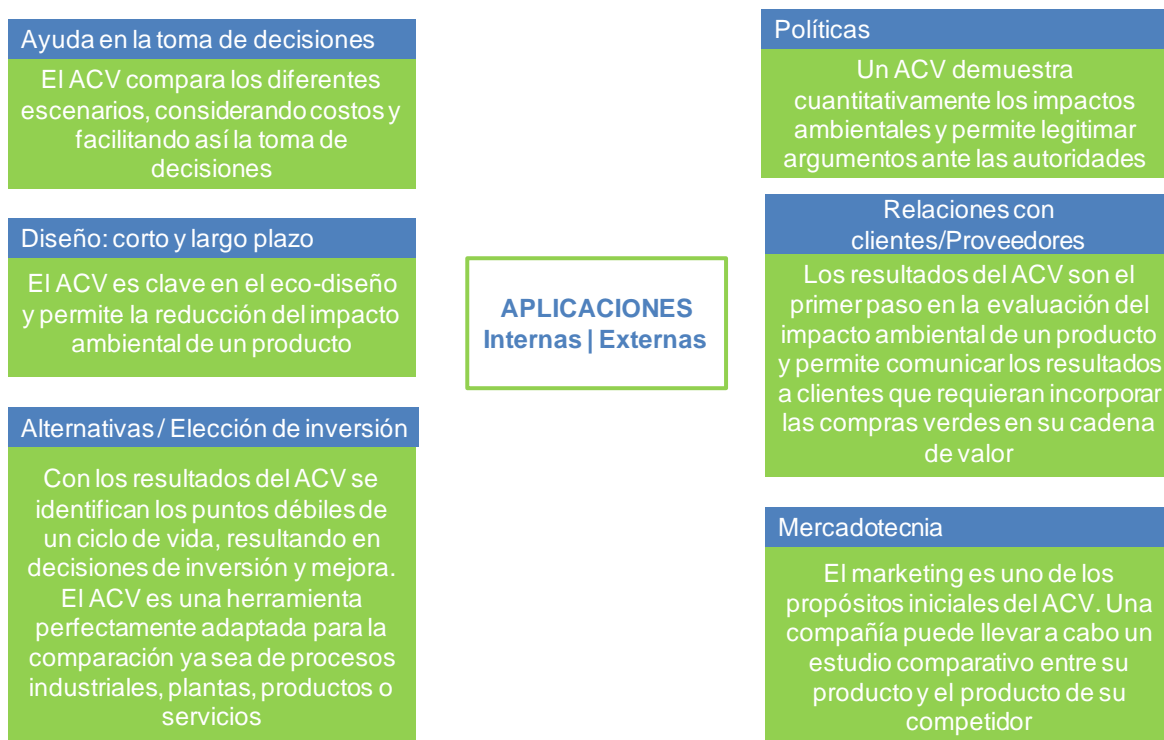 Ayuda en la toma de decisiones
El ACV compara los diferentes
escenarios, considerando costos y
facilitando así la toma de
decisiones
Diseño: corto y largo plazo
El ACV es clave en el eco-diseño
y permite la reducción del impacto
ambiental de un producto
Alternativas / Elección de inversión
Con los resultados del ACV se
identifican los puntos débiles de
un ciclo de vida, resultando en
decisiones de inversión y mejora.
El ACV es una herramienta
perfectamente adaptada para la
comparación ya sea de procesos
industriales, plantas, productos o
servicios
APLICACIONES
Internas | Externas
Políticas
Un ACV demuestra
cuantitativamente los impactos
ambientales y permite legitimar
argumentos ante las autoridades
Relaciones con
clientes/Proveedores
Los resultados del ACV son el
primer paso en la evaluación del
impacto ambiental de un producto
y permite comunicar los resultados
a clientes que requieran incorporar
las compras verdes en su cadena
de valor
Mercadotecnia
El marketing es uno de los
propósitos iniciales del ACV. Una
compañía puede llevar a cabo un
estudio comparativo entre su
producto y el producto de su
competidor